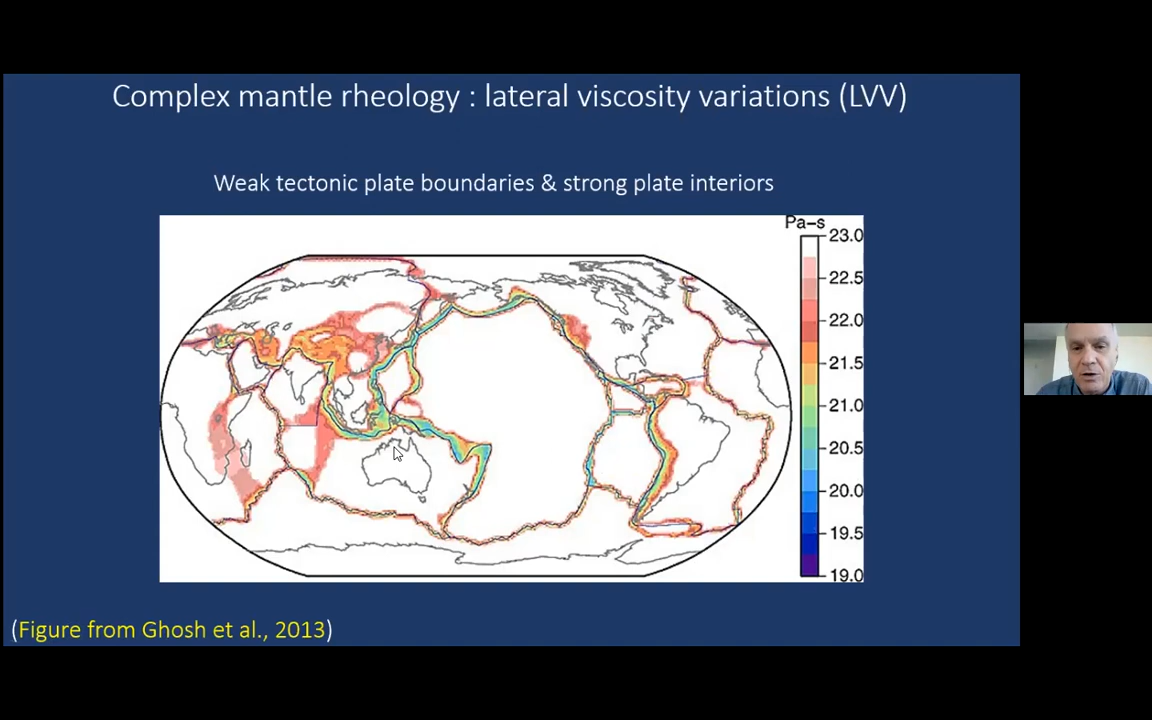 Complex mantle rheology : lateral viscosity variations (LVV)
Weak tectonic plate boundaries & strong plate interiors
Pa-s
23.0
22.5
22.0
21.5
21.0
20.5
20.0
19.5
19.0
(Figure from Ghosh et al., 2013)